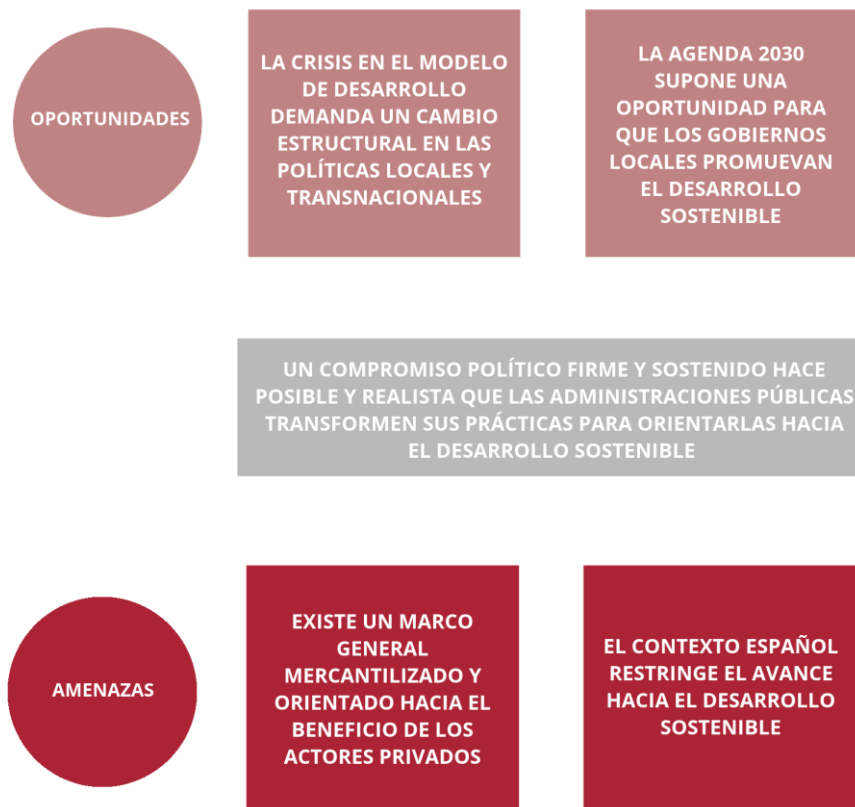 OPORTUNIDADES
LA CRISIS EN EL MODELO
DE DESARROLLO
DEMANDA UN CAMBIO
ESTRUCTURAL EN LAS
POLÍTICAS LOCALES Y
TRANSNACIONALES
LA AGENDA 2030
SUPONE UNA
OPORTUNIDAD PARA
QUE LOS GOBIERNOS
LOCALES PROMUEVAN
EL DESARROLLO
SOSTENIBLE
UN COMPROMISO POLÍTICO FIRME Y SOSTENIDO HACE
POSIBLE Y REALISTA QUE LAS ADMINISTRACIONES PÚBLICAS
TRANSFORMEN SUS PRÁCTICAS PARA ORIENTARLAS HACIA
EL DESARROLLO SOSTENIBLE
AMENAZAS
EXISTE UN MARCO
GENERAL
MERCANTILIZADO Y
ORIENTADO HACIA EL
BENEFICIO DE LOS
ACTORES PRIVADOS
EL CONTEXTO ESPAÑOL
RESTRINGE EL AVANCE
HACIA EL DESARROLLO
SOSTENIBLE